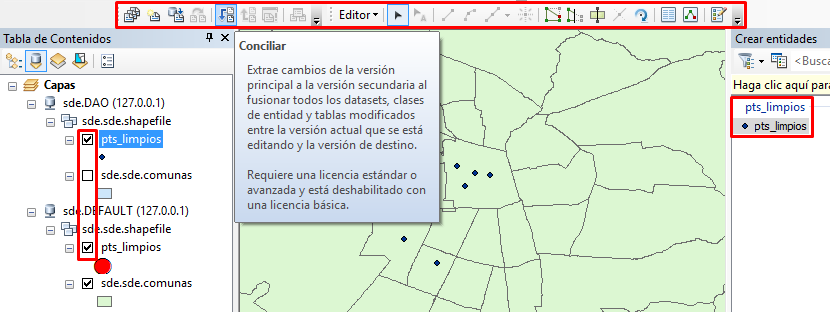 Editor
Tabla de Contenidos
Capas
sde.DAO (127.0.0.1)
sde.sde.shapefile
pts_limpios
sde.sde.comunas
sde.DEFAULT (127.0.0.1)
sde.sde.shapefile
pts_limpios
sde.sde.comunas
Conciliar
Extrae cambios de la versión
principal a la versión secundaria al
fusionar todos los datasets, clases
de entidad y tablas modificados
entre la versión actual que se está
editando y la versión de destino.
Requiere una licencia estándar o
avanzada y está deshabilitado con
una licencia básica.
Crear entidades
<Busca
Haga clic aquí para
pts_limpios
pts_limpios